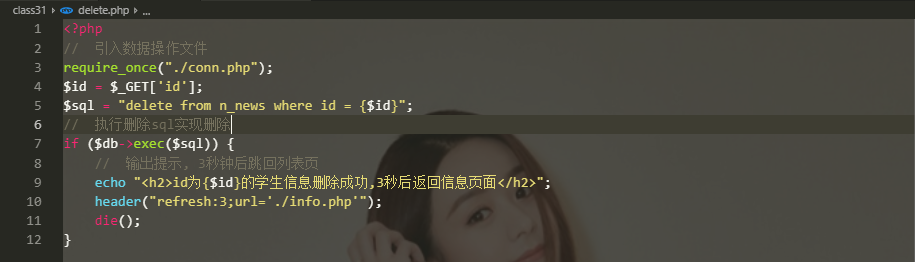 class31 > delete.php > ...
1 <?php
2 //  引入数据操作文件
3 require_once("./conn.php");
4 $id = $_GET['id'];
5 $sql = "delete from n_news where id = {$id}";
6 //  执行删除sql实现删除
7 if ($db->exec($sql)) {
8     //  输出提示, 3秒钟后跳回列表页
9     echo "<h2>id为{$id}的学生信息删除成功,3秒后返回信息页面</h2>";
10     header("refresh:3;url='./info.php'");
11     die();
12 }